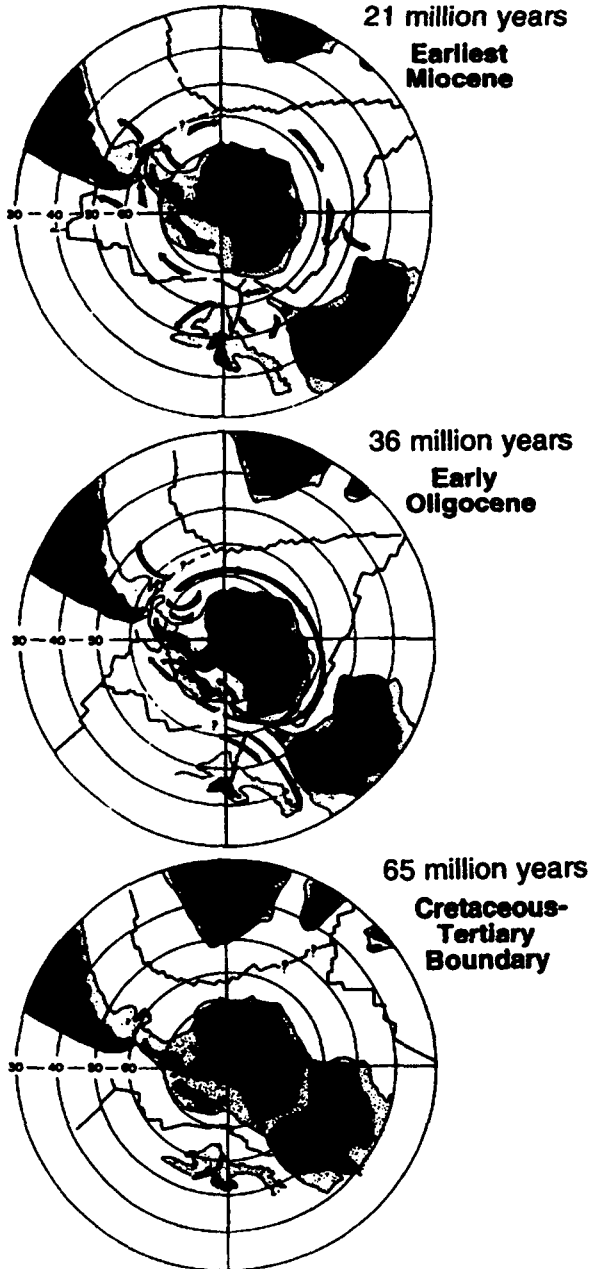 21 million years
Earliest
Miocene
30 — 40 — 50 — 60
?
36 million years
Early
Oligocene
30 — 40 — 50
?
?
65 million years
Cretaceous-
Tertiary
Boundary
30 — 40 — 50 — 60
?
?